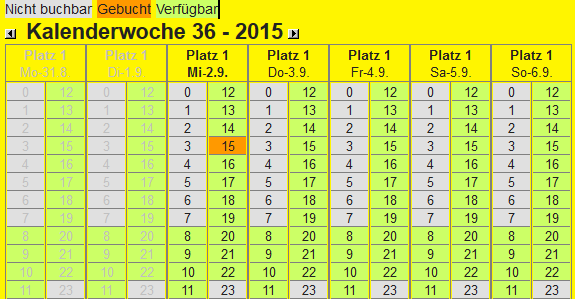 Nicht buchbar Gebucht Verfügbar
Kalenderwoche 36 - 2015
Platz 1 Platz 1 Platz 1 Platz 1 Platz 1 Platz 1 Platz 1
Mo-31.8. Di-1.9. Mi-2.9. Do-3.9. Fr-4.9. Sa-5.9. So-6.9.
0 12 0 12 0 12 0 12 0 12 0 12 0 12
1 13 1 13 1 13 1 13 1 13 1 13 1 13
2 14 2 14 2 14 2 14 2 14 2 14 2 14
3 15 3 15 3 15 3 15 3 15 3 15 3 15
4 16 4 16 4 16 4 16 4 16 4 16 4 16
5 17 5 17 5 17 5 17 5 17 5 17 5 17
6 18 6 18 6 18 6 18 6 18 6 18 6 18
7 19 7 19 7 19 7 19 7 19 7 19 7 19
8 20 8 20 8 20 8 20 8 20 8 20 8 20
9 21 9 21 9 21 9 21 9 21 9 21 9 21
10 22 10 22 10 22 10 22 10 22 10 22 10 22
11 23 11 23 11 23 11 23 11 23 11 23 11 23